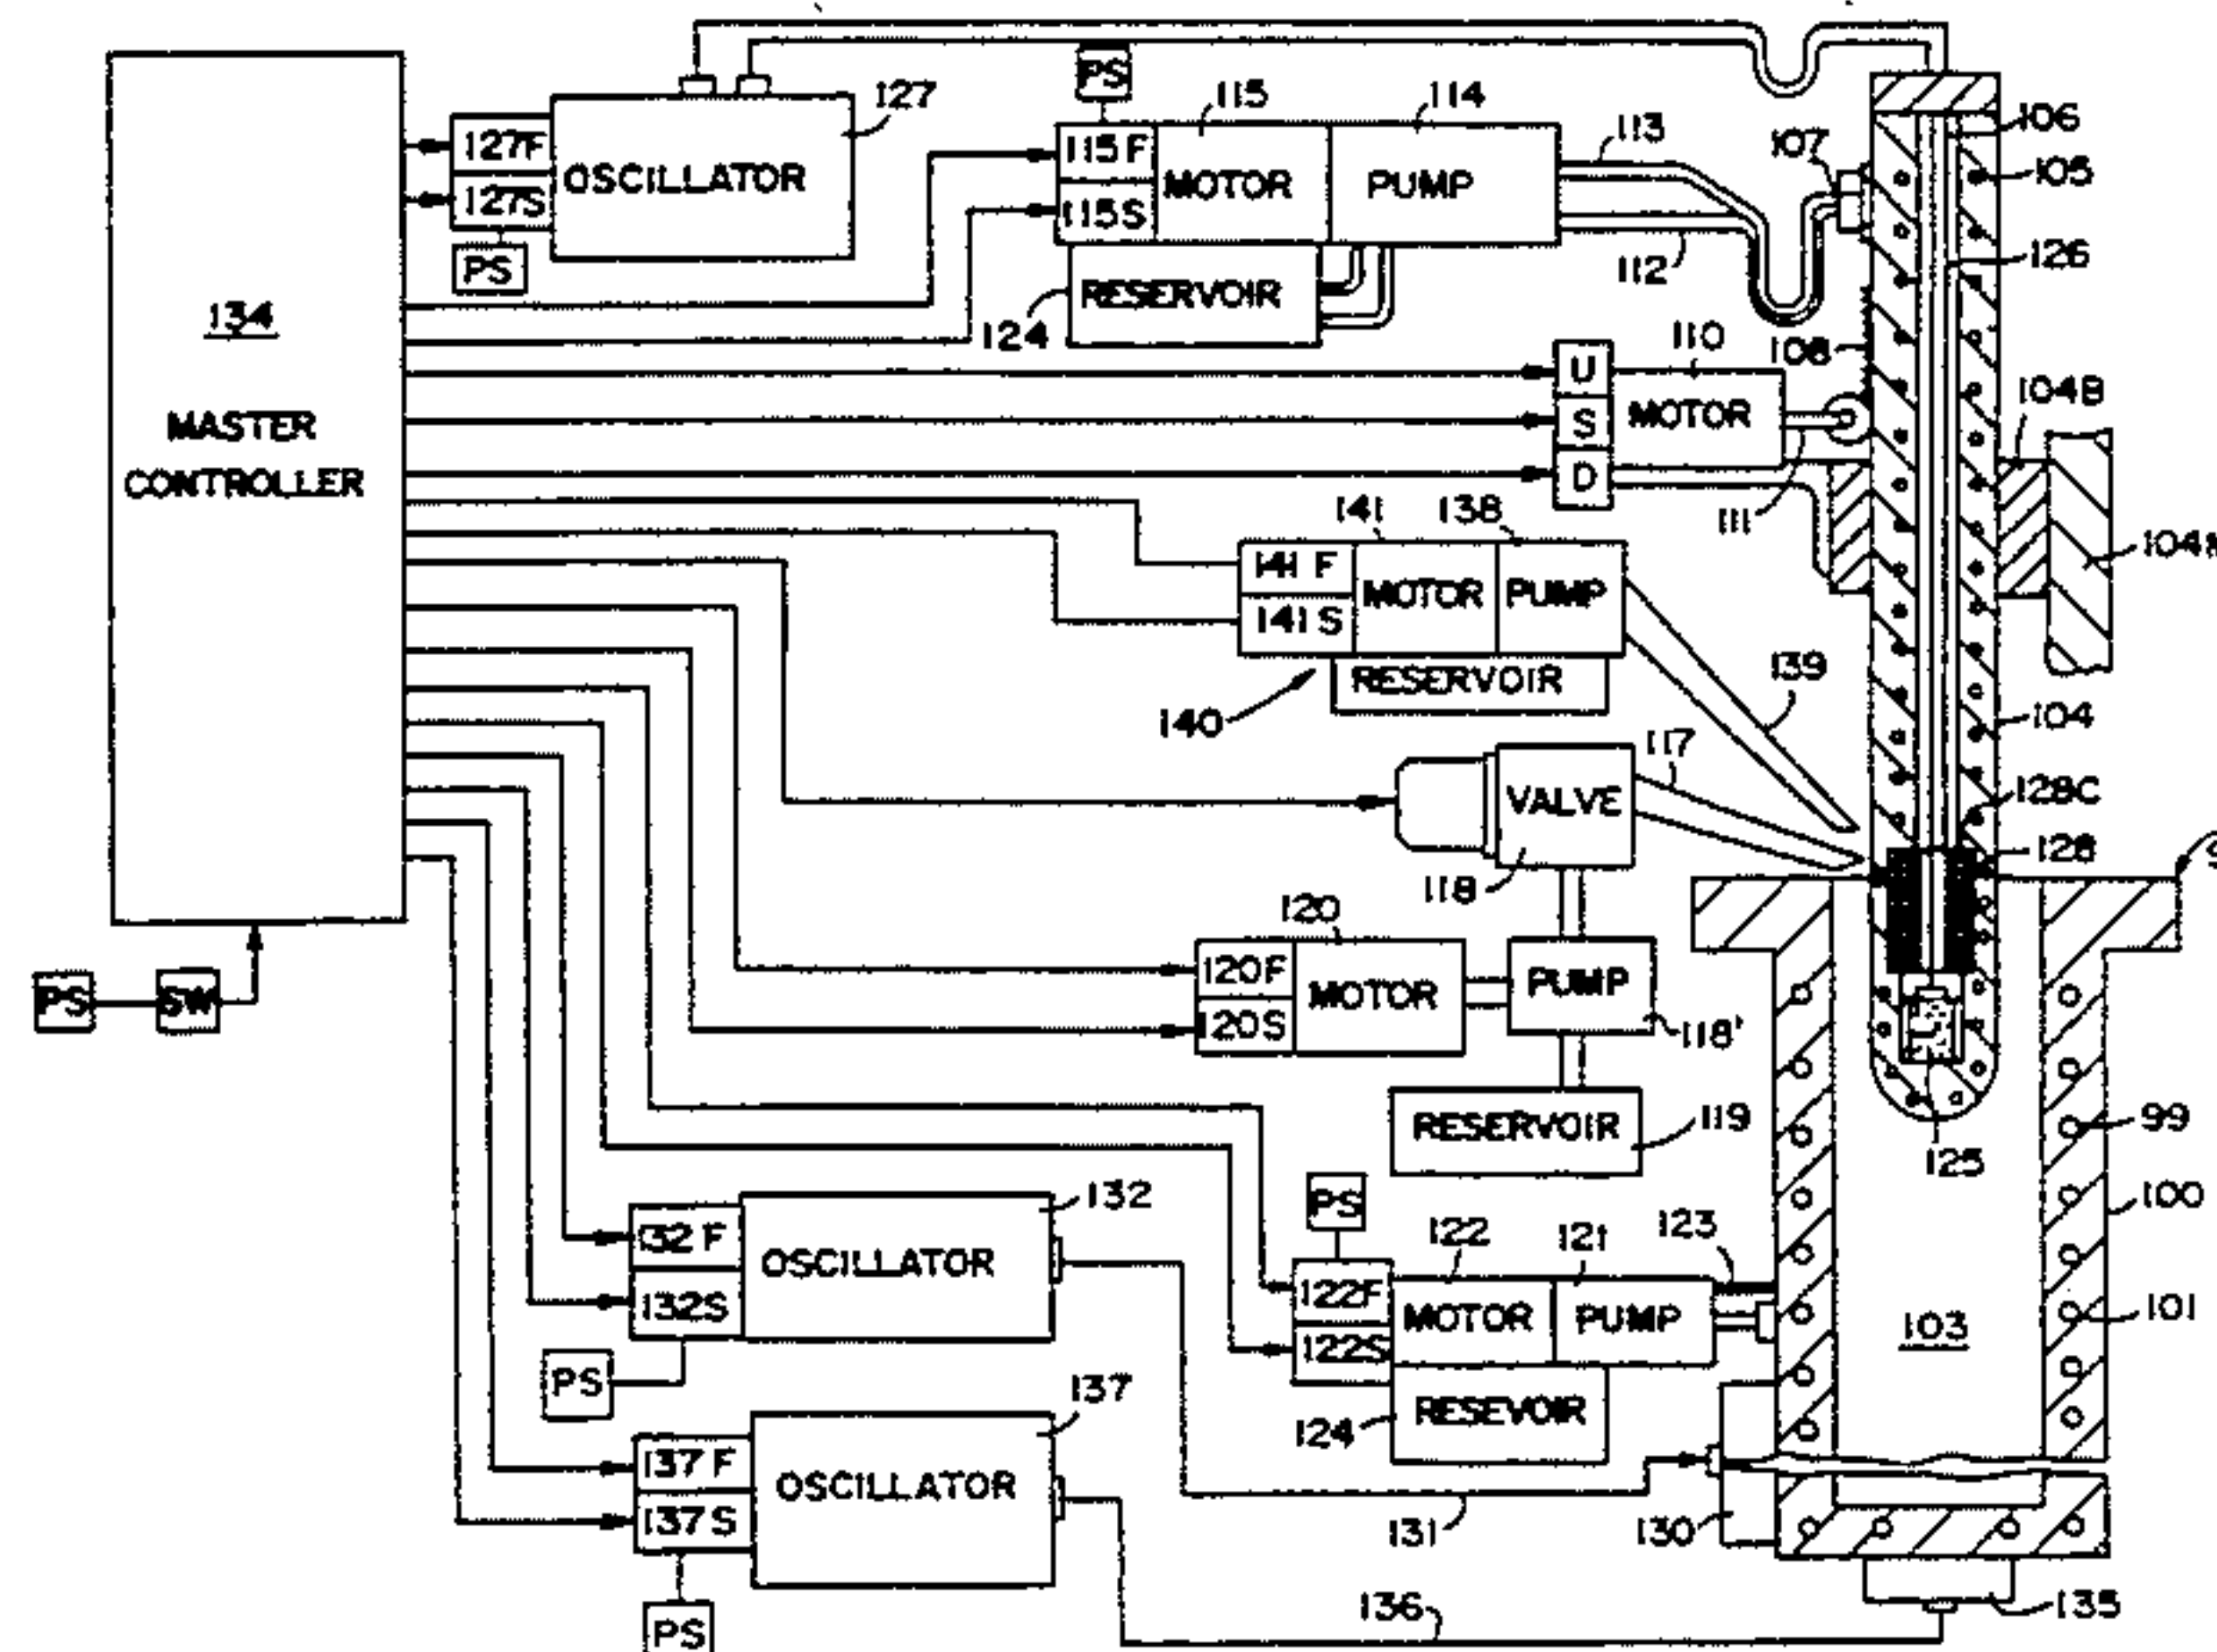 134
MASTER
CONTROLLER
PS
SW
127F
127S
OSCILLATOR
127
PS
PS
115F
115S
115
MOTOR
114
PUMP
113
112
RESERVOIR
124
107
106
105
126
108
110
U
S
D
MOTOR
111
104B
141
138
141 F
141 S
MOTOR
PUMP
RESERVOIR
140
139
104
117
VALVE
118
128C
128
120
120F
120S
MOTOR
PUMP
118'
RESERVOIR
119
125
99
100
101
103
132F
132S
OSCILLATOR
132
PS
PS
122F
122S
122
MOTOR
121
PUMP
123
RESEVOIR
124
137 F
137 S
OSCILLATOR
137
PS
131
130
136
135